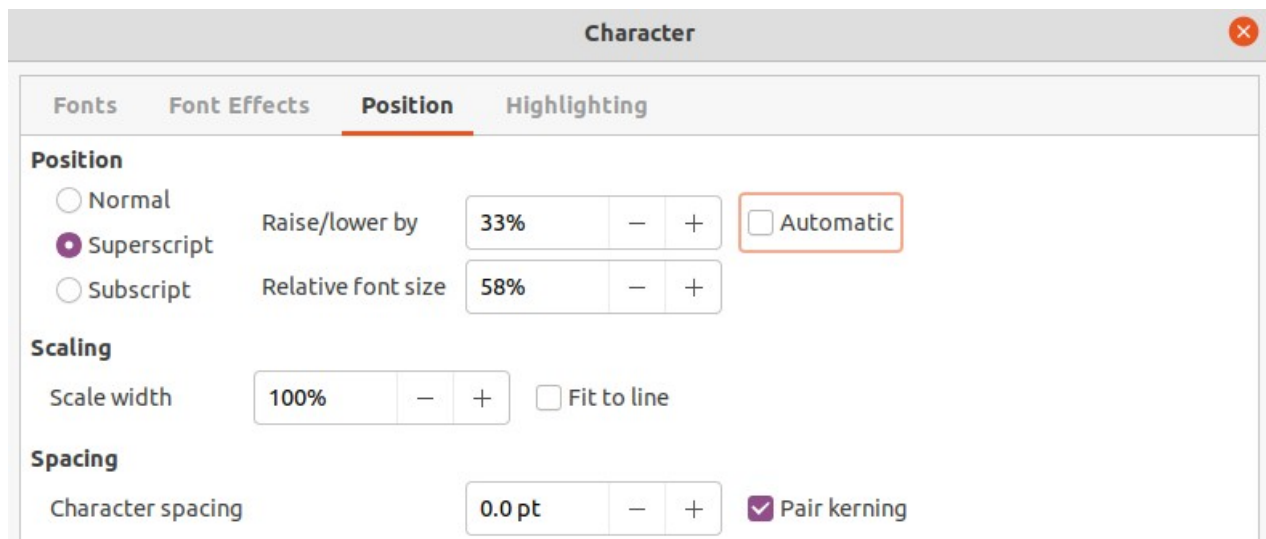 Character
Fonts Font Effects Position Highlighting
Position
Normal
Superscript
Subscript
Raise/lower by 33% − + Automatic
Relative font size 58% − +
Scaling
Scale width 100% − + Fit to line
Spacing
Character spacing 0.0 pt − + Pair kerning